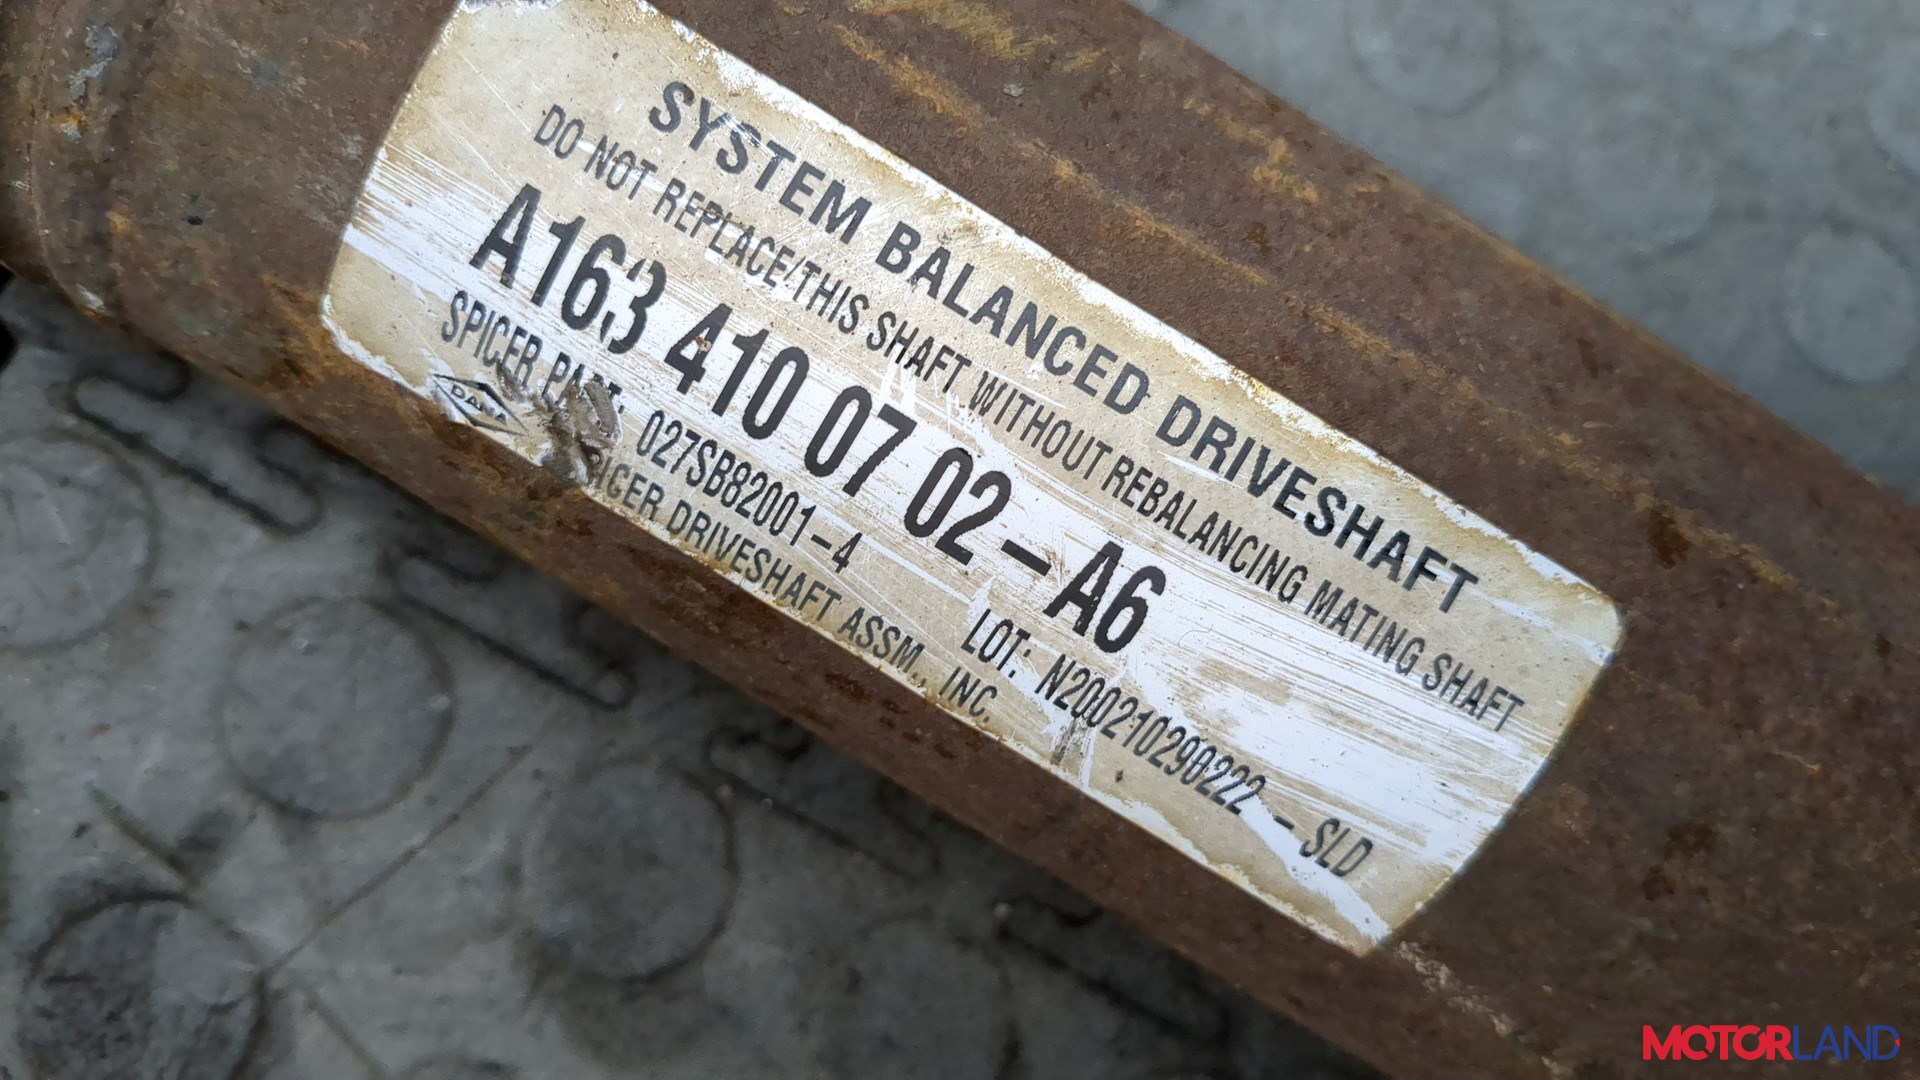 SYSTEM BALANCED DRIVESHAFT
DO NOT REPLACE/THIS SHAFT WITHOUT REBALANCING MATING SHAFT
A163 410 07 02-A6
SPICER PART: 027SB82001-4
LOT: N200210290222 - SLD
DANA
SPICER DRIVESHAFT ASSM., INC.
MOTORLAND